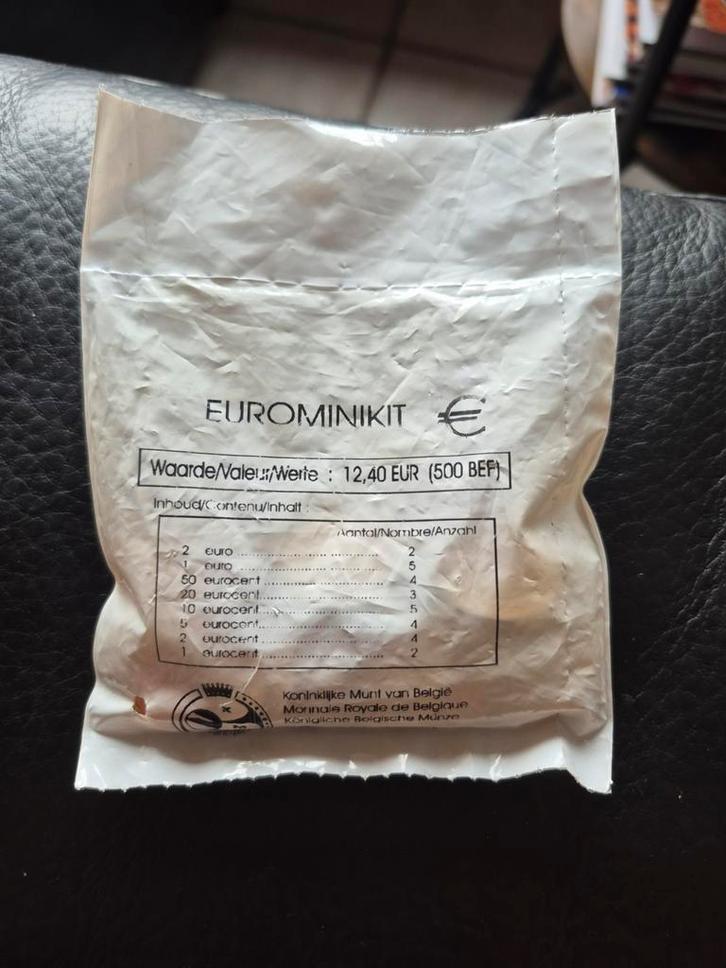 EUROMINIKIT €
Waarde/Valeur/Werte : 12,40 EUR (500 BEF)
Inhoud/Contenu/Inhalt :
Aantal/Nombre/Anzahl
2 euro .............................. 2
1 euro .............................. 5
50 eurocent .............................. 4
20 eurocent .............................. 3
10 eurocent .............................. 5
5 eurocent .............................. 4
2 eurocent .............................. 4
1 eurocent .............................. 2
Koninklijke Munt van België
Monnaie Royale de Belgique
Königliche Belgische Münze